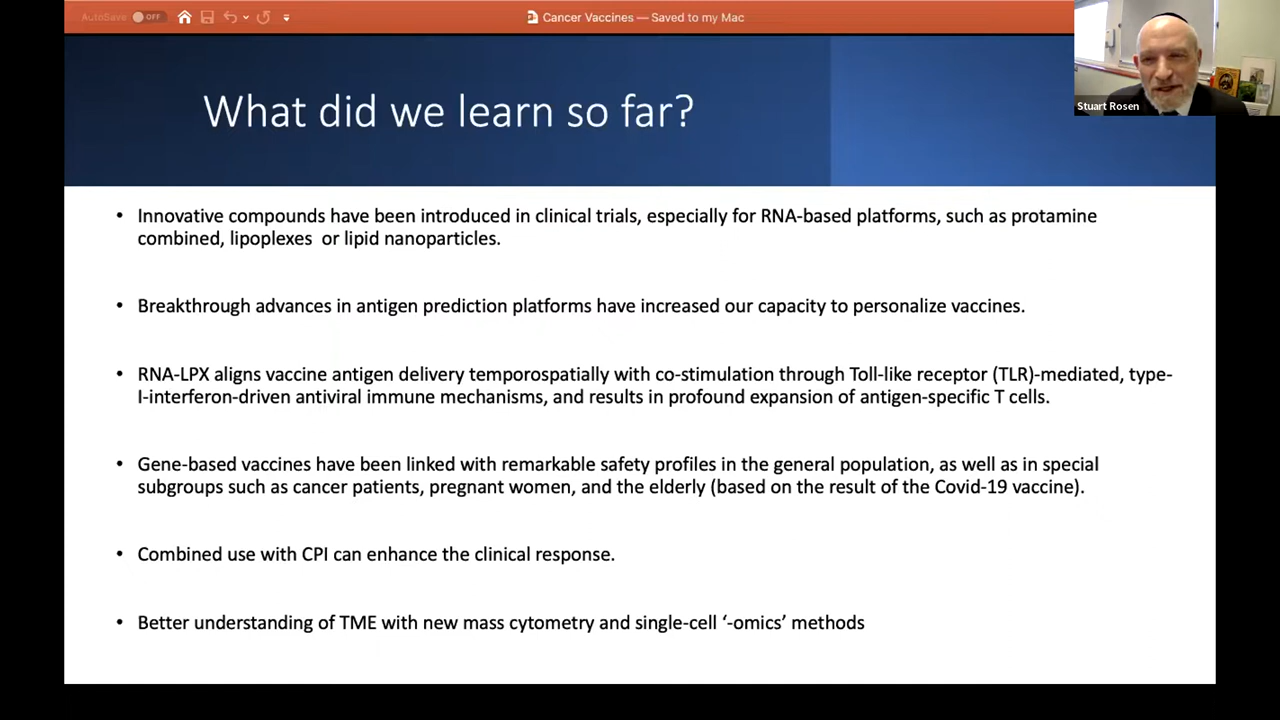 AutoSave OFF
Cancer Vaccines — Saved to my Mac
Stuart Rosen
What did we learn so far?
• Innovative compounds have been introduced in clinical trials, especially for RNA-based platforms, such as protamine
combined, lipoplexes or lipid nanoparticles.
• Breakthrough advances in antigen prediction platforms have increased our capacity to personalize vaccines.
• RNA-LPX aligns vaccine antigen delivery temporospatially with co-stimulation through Toll-like receptor (TLR)-mediated, type-
I-interferon-driven antiviral immune mechanisms, and results in profound expansion of antigen-specific T cells.
• Gene-based vaccines have been linked with remarkable safety profiles in the general population, as well as in special
subgroups such as cancer patients, pregnant women, and the elderly (based on the result of the Covid-19 vaccine).
• Combined use with CPI can enhance the clinical response.
• Better understanding of TME with new mass cytometry and single-cell ‘-omics’ methods